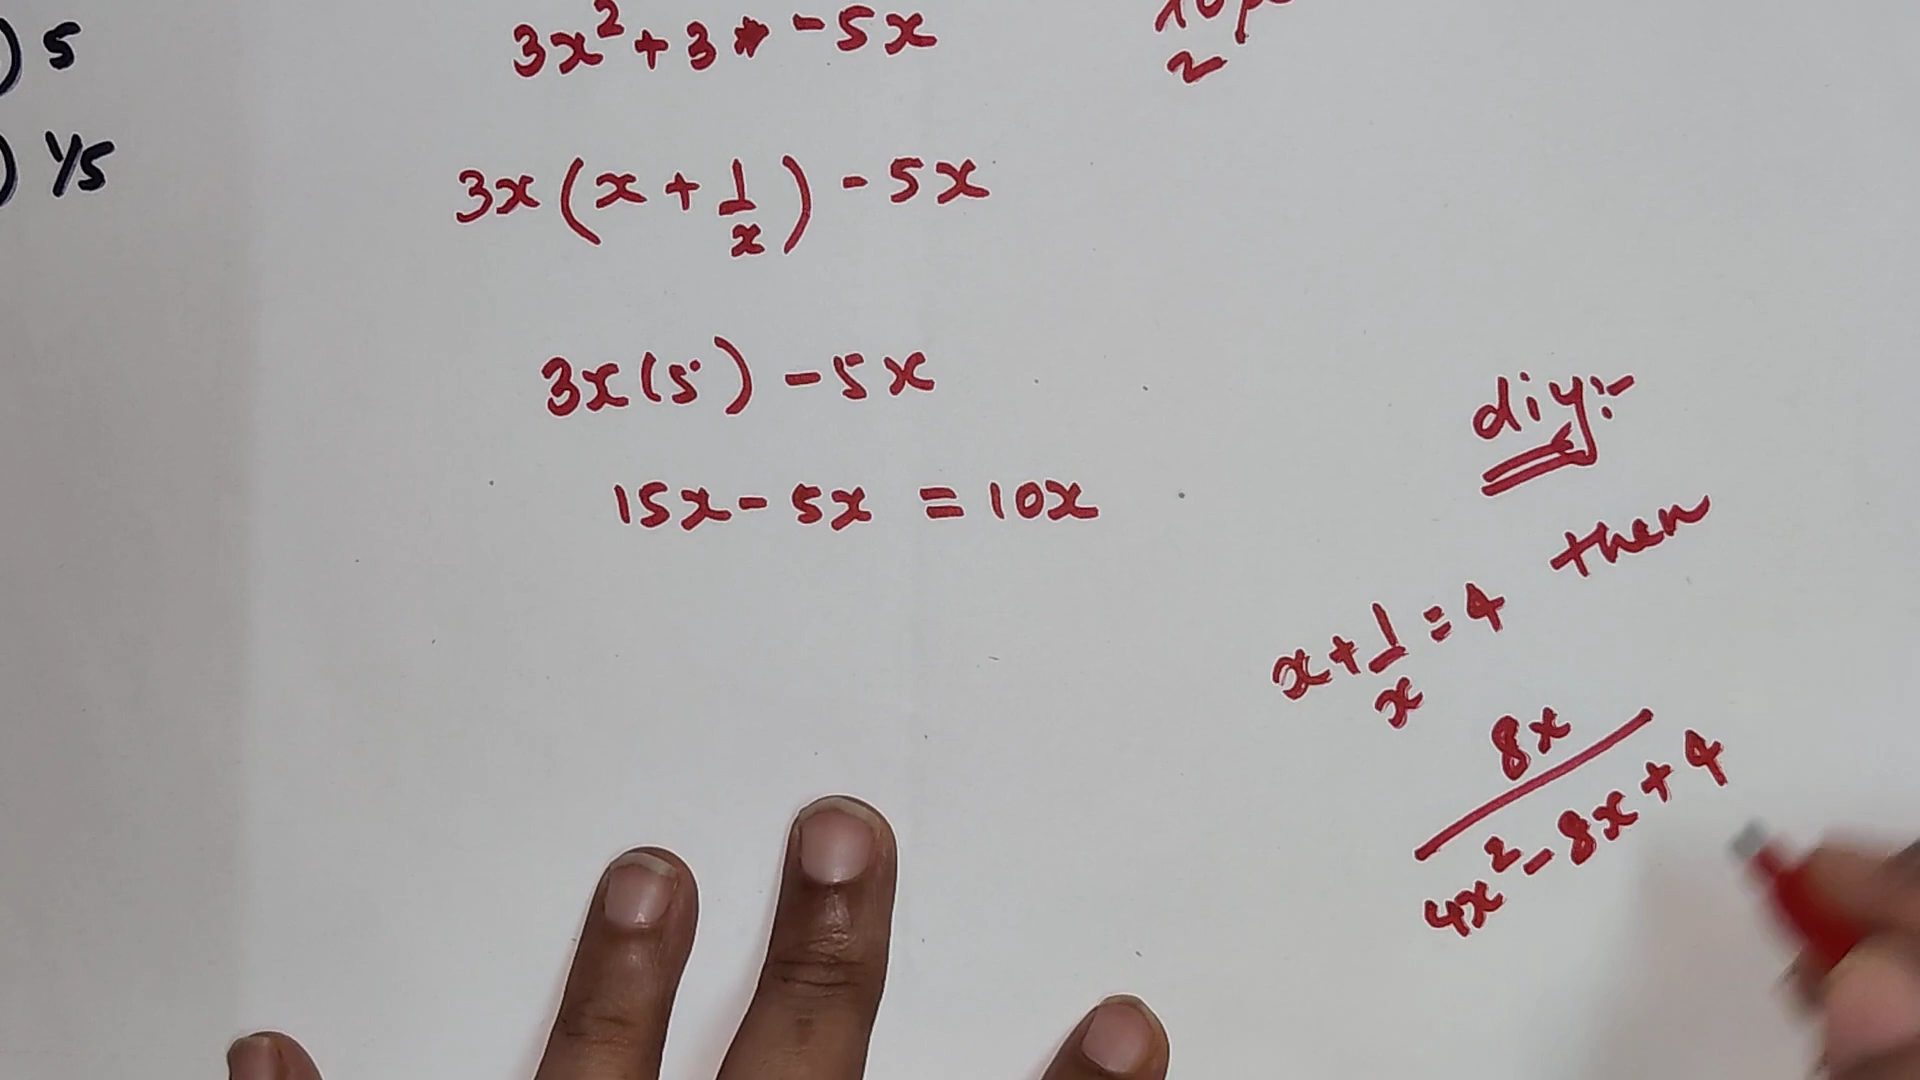 ) 5
) 1/5
3x² + 3 - 5x
2
3x(x + 1/x) - 5x
3x(5) - 5x
15x - 5x = 10x
diy:-
x + 1/x = 4 then
8x
4x² - 8x + 4